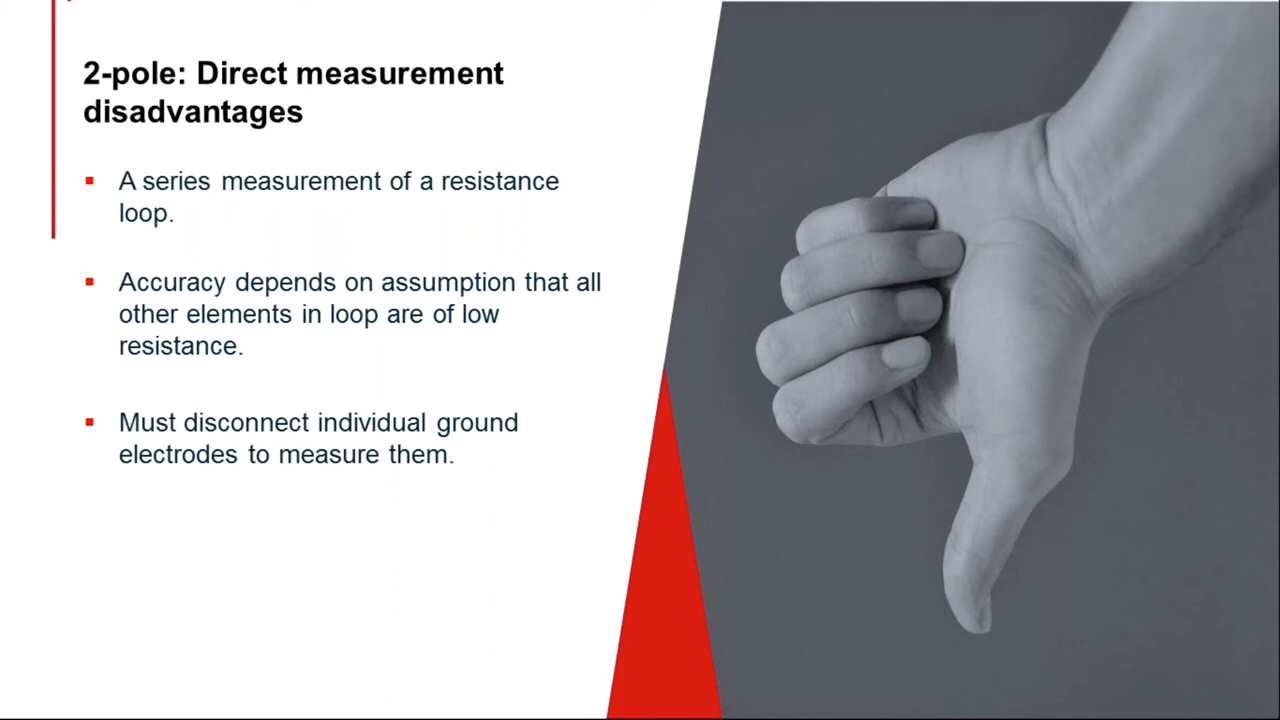 2-pole: Direct measurement
disadvantages
▪ A series measurement of a resistance
loop.
▪ Accuracy depends on assumption that all
other elements in loop are of low
resistance.
▪ Must disconnect individual ground
electrodes to measure them.